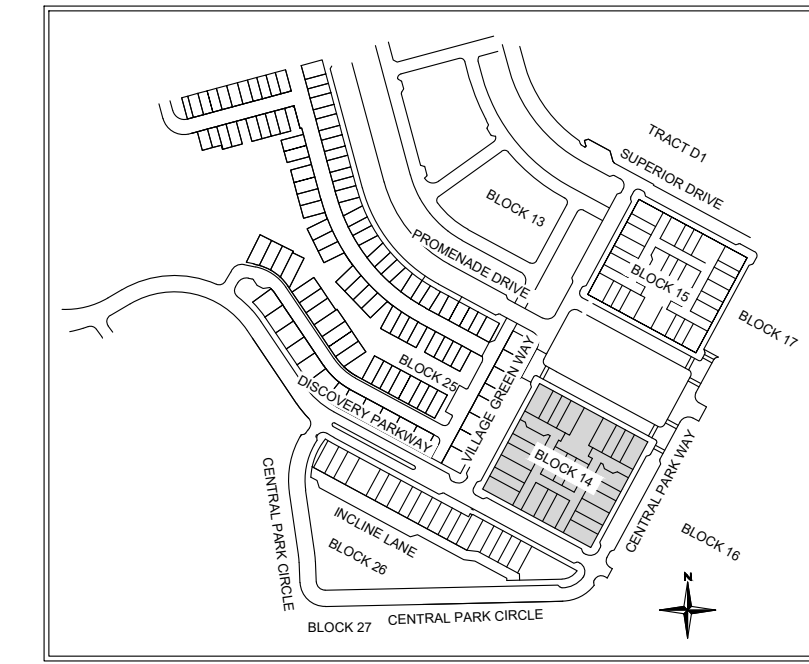 TRACT D1
SUPERIOR DRIVE
BLOCK 13
PROMENADE DRIVE
BLOCK 15
BLOCK 17
BLOCK 25
VILLAGE GREEN WAY
DISCOVERY PARKWAY
BLOCK 14
CENTRAL PARK WAY
CENTRAL PARK CIRCLE
INCLINE LANE
BLOCK 26
BLOCK 16
N
CENTRAL PARK CIRCLE
BLOCK 27